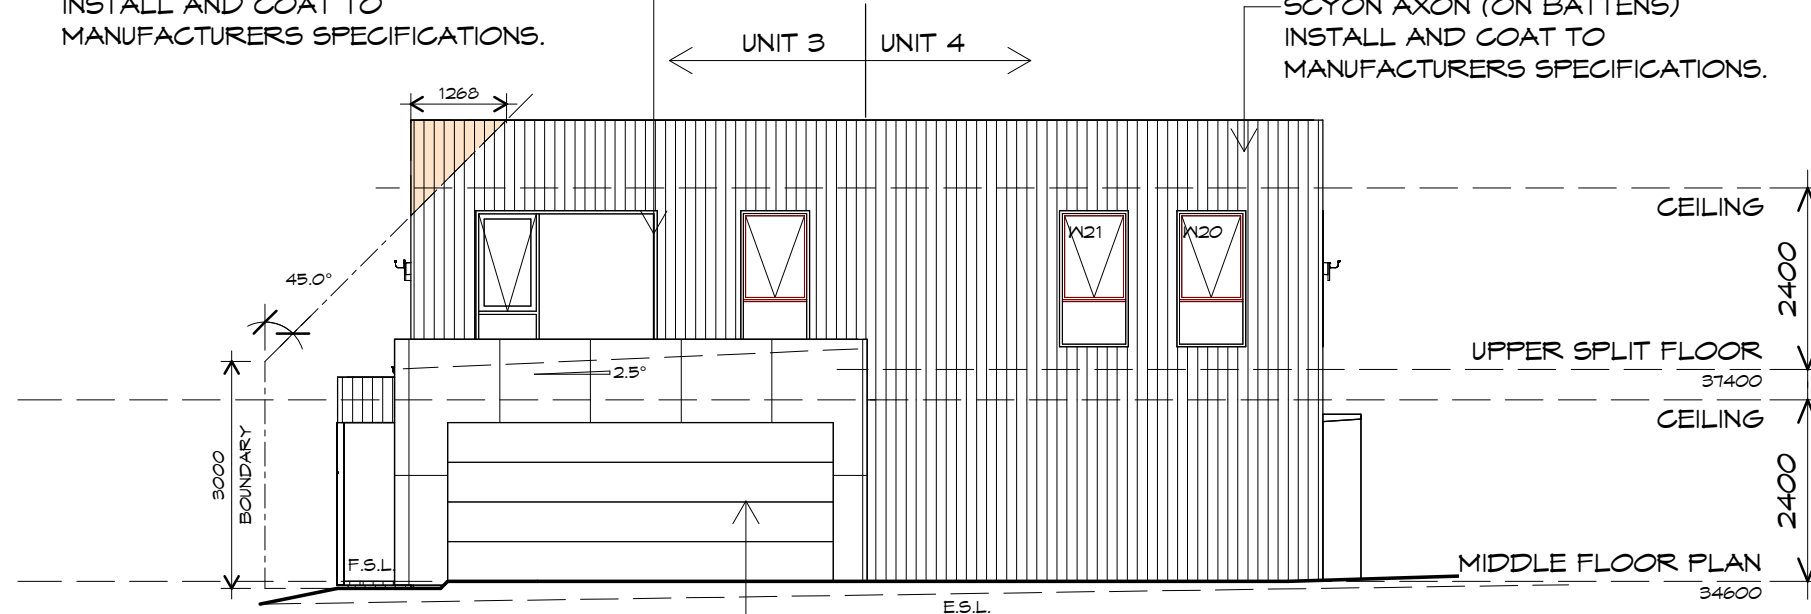 INSTALL AND COAT TO
MANUFACTURERS SPECIFICATIONS.
UNIT 3
UNIT 4
SCYON AXON (ON BATTENS)
INSTALL AND COAT TO
MANUFACTURERS SPECIFICATIONS.
1268
45.0°
W21
W20
CEILING
2400
UPPER SPLIT FLOOR
37400
2.5°
CEILING
3000
BOUNDARY
2400
F.S.L.
MIDDLE FLOOR PLAN
34600
E.S.L.